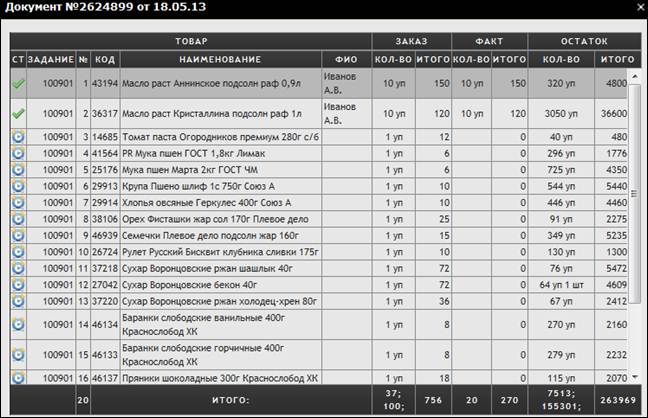 Документ №2624899 от 18.05.13
ТОВАР ЗАКАЗ ФАКТ ОСТАТОК
СТ ЗАДАНИЕ № КОД НАИМЕНОВАНИЕ ФИО КОЛ-ВО ИТОГО КОЛ-ВО ИТОГО КОЛ-ВО ИТОГО
100901 1 43194 Масло раст Аннинское подсолн раф 0,9л Иванов А.В. 10 уп 150 10 уп 150 320 уп 4800
100901 2 36317 Масло раст Кристаллина подсолн раф 1л Иванов А.В. 10 уп 120 10 уп 120 3050 уп 36600
100901 3 14685 Томат паста Огородников премиум 280г с/б 1 уп 12 0 40 уп 480
100901 4 41564 PR Мука пшен ГОСТ 1,8кг Лимак 1 уп 6 0 296 уп 1776
100901 5 25176 Мука пшен Марта 2кг ГОСТ ЧМ 1 уп 6 0 725 уп 4350
100901 6 29913 Крупа Пшено шлиф 1с 750г Союз А 1 уп 10 0 544 уп 5440
100901 7 29914 Хлопья овсяные Геркулес 400г Союз А 1 уп 10 0 446 уп 4460
100901 8 38106 Орех Фисташки жар сол 170г Плевое дело 1 уп 25 0 91 уп 2275
100901 9 46939 Семечки Плевое дело подсолн жар 160г 1 уп 15 0 349 уп 5235
100901 10 26724 Рулет Русский Бисквит клубника сливки 175г 1 уп 10 0 130 уп 1300
100901 11 37218 Сухар Воронцовские ржан шашлык 40г 1 уп 72 0 76 уп 5472
100901 12 27042 Сухар Воронцовские бекон 40г 1 уп 72 0 64 уп 1 шт 4609
100901 13 37220 Сухар Воронцовские ржан холодец-хрен 80г 1 уп 36 0 67 уп 2412
100901 14 46134 Баранки слободские ванильные 400г Краснослобод ХК 1 уп 8 0 270 уп 2160
100901 15 46133 Баранки слободские горчичные 400г Краснослобод ХК 1 уп 8 0 279 уп 2232
100901 16 46137 Пряники шоколадные 300г Краснослобод ХК 1 уп 18 0 115 уп 2070
20 ИТОГО: 37; 100; 756 20 270 7513; 155301; 263969